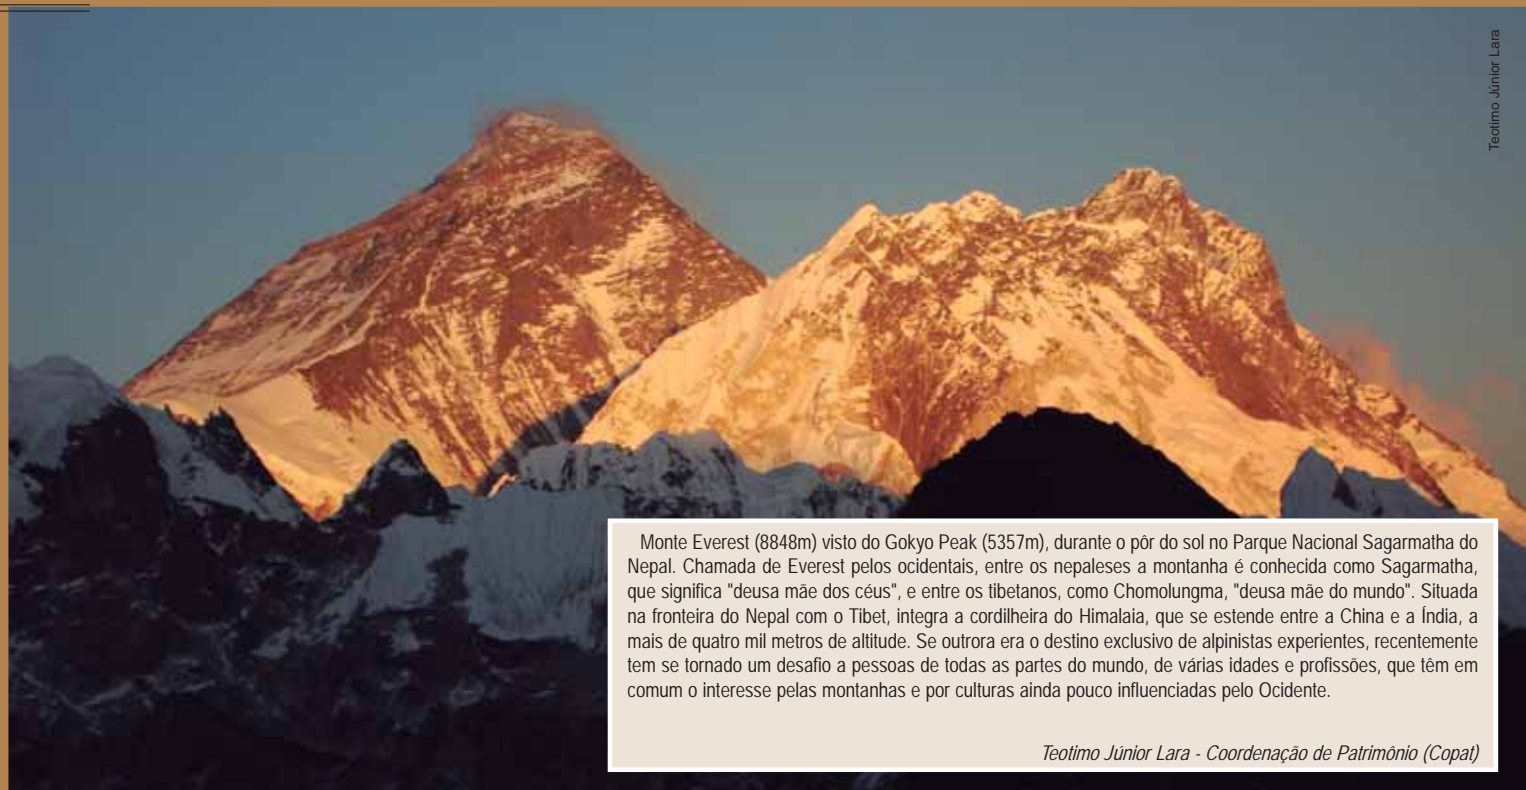 Teotimo Júnior Lara
Monte Everest (8848m) visto do Gokyo Peak (5357m), durante o pôr do sol no Parque Nacional Sagarmatha do
Nepal. Chamada de Everest pelos ocidentais, entre os nepaleses a montanha é conhecida como Sagarmatha,
que significa "deusa mãe dos céus", e entre os tibetanos, como Chomolungma, "deusa mãe do mundo". Situada
na fronteira do Nepal com o Tibet, integra a cordilheira do Himalaia, que se estende entre a China e a Índia, a
mais de quatro mil metros de altitude. Se outrora era o destino exclusivo de alpinistas experientes, recentemente
tem se tornado um desafio a pessoas de todas as partes do mundo, de várias idades e profissões, que têm em
comum o interesse pelas montanhas e por culturas ainda pouco influenciadas pelo Ocidente.
Teotimo Júnior Lara - Coordenação de Patrimônio (Copat)